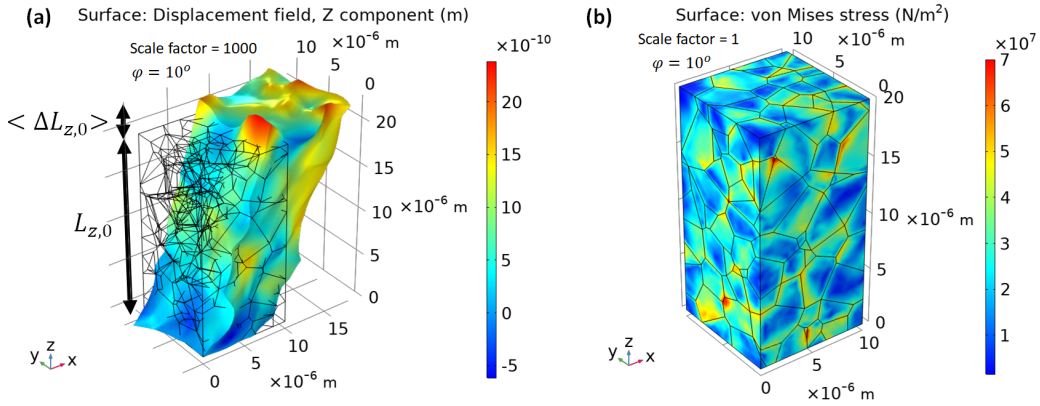 (a) Surface: Displacement field, Z component (m)
Scale factor = 1000
φ = 10°
10
5
0
×10⁻⁶ m
×10⁻¹⁰
< ΔL_{z,0} >
L_{z,0}
20
15
10
5
0
×10⁻⁶ m
20
15
10
5
0
-5
0
5
10
15
×10⁻⁶ m
y z x
(b) Surface: von Mises stress (N/m²)
Scale factor = 1
φ = 10°
10
5
0
×10⁻⁶ m
×10⁷
20
15
10
5
0
×10⁻⁶ m
7
6
5
4
3
2
1
0
5
10
×10⁻⁶ m
y z x